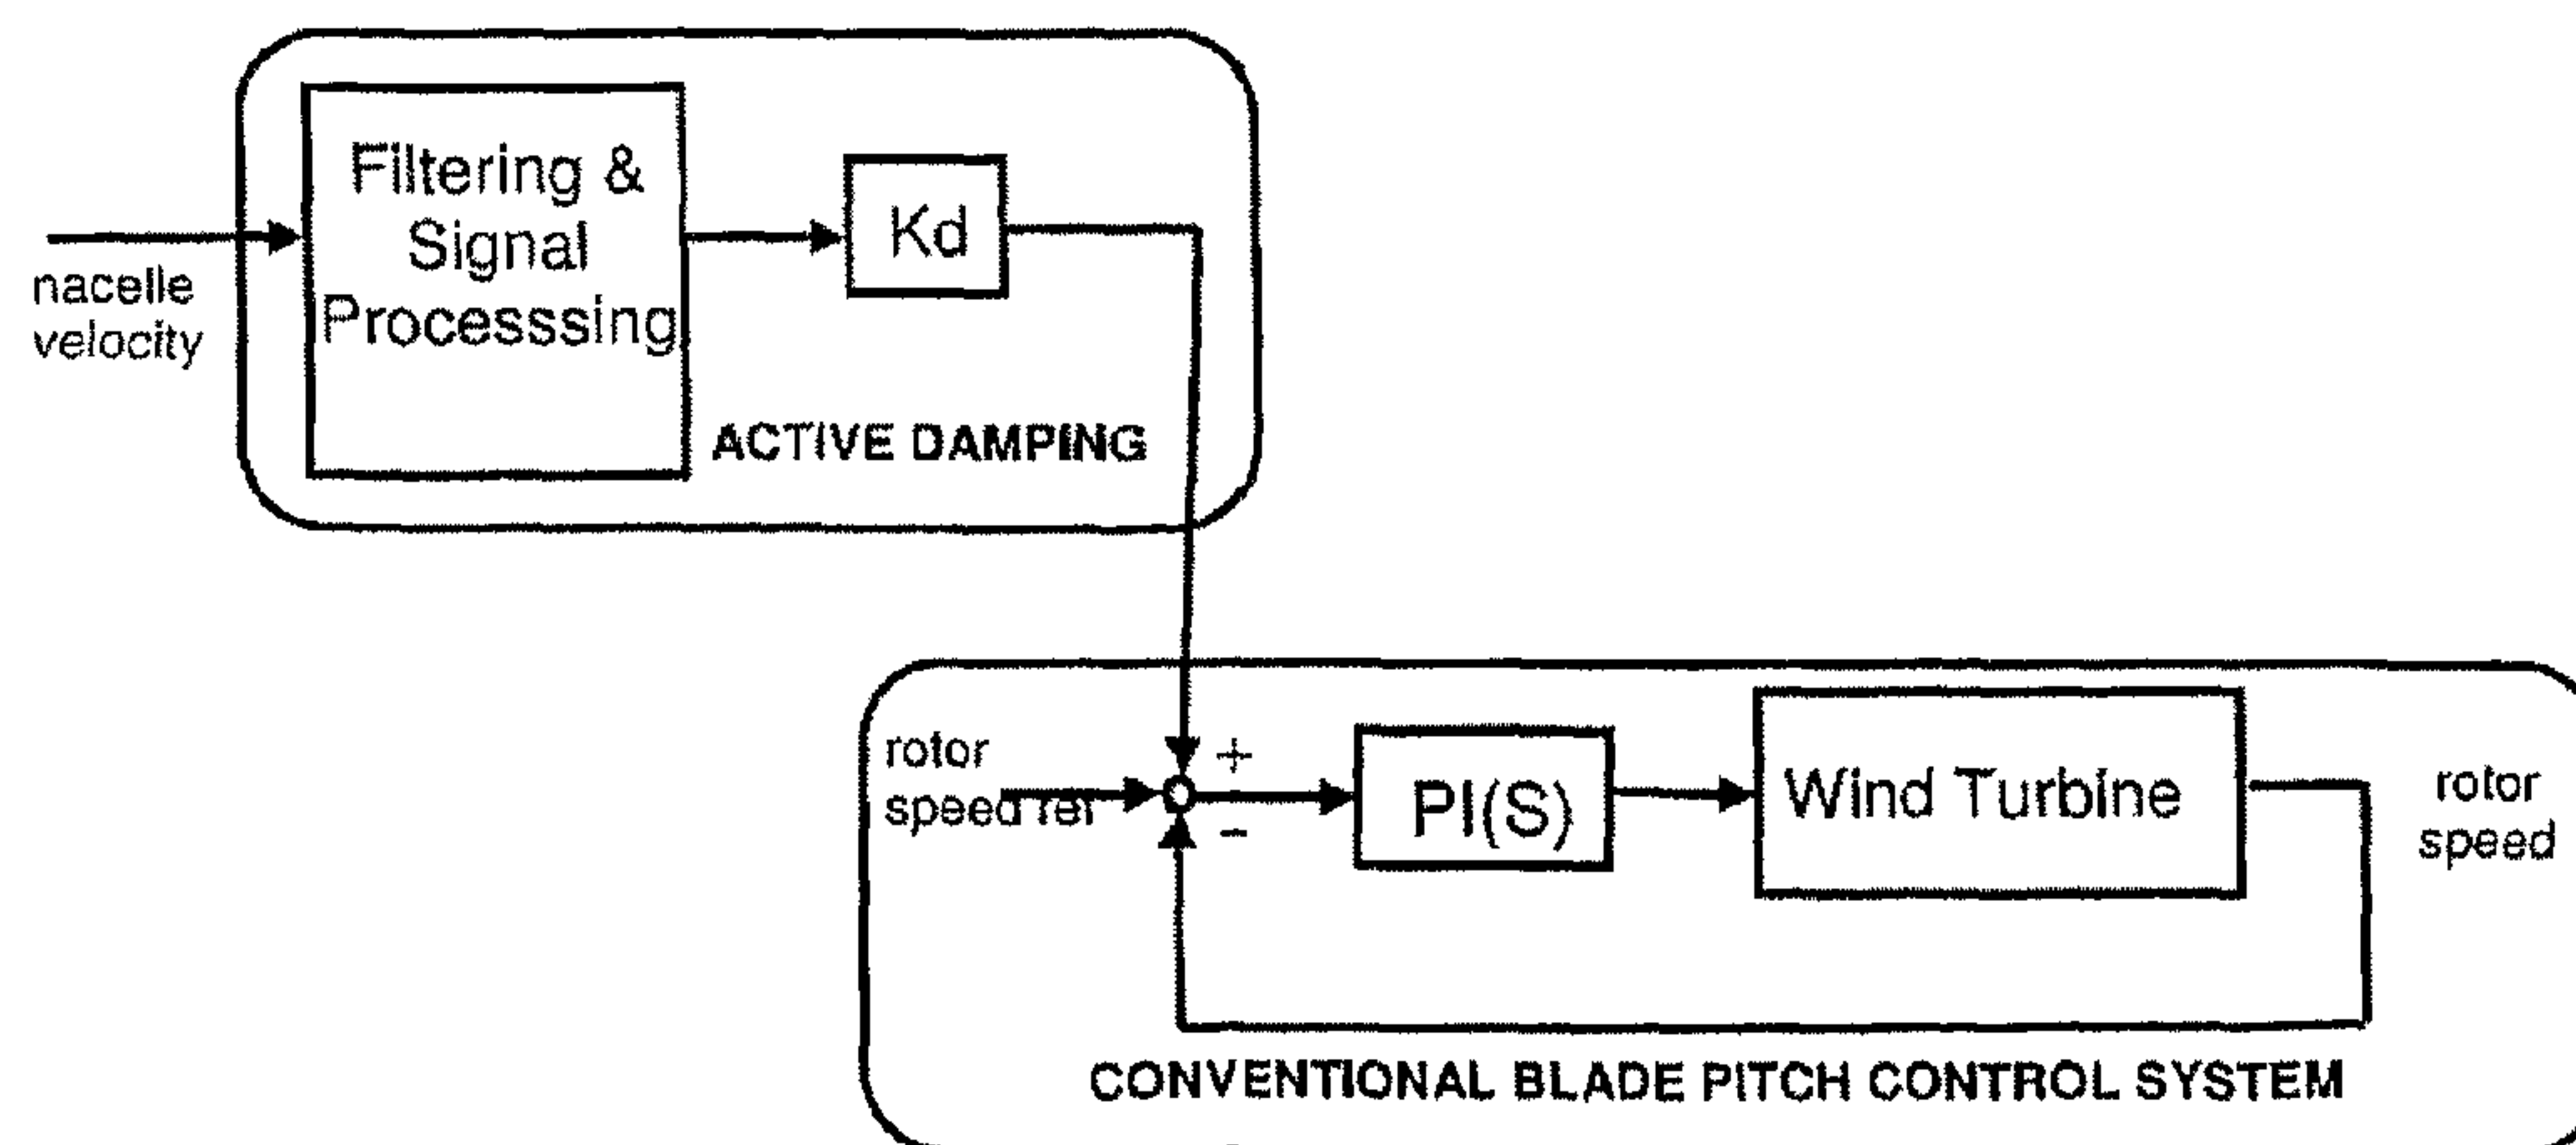 Filtering &
Signal
Processsing
Kd
nacelle
velocity
ACTIVE DAMPING
rotor
speed ref
+
-
PI(S)
Wind Turbine
rotor
speed
CONVENTIONAL BLADE PITCH CONTROL SYSTEM